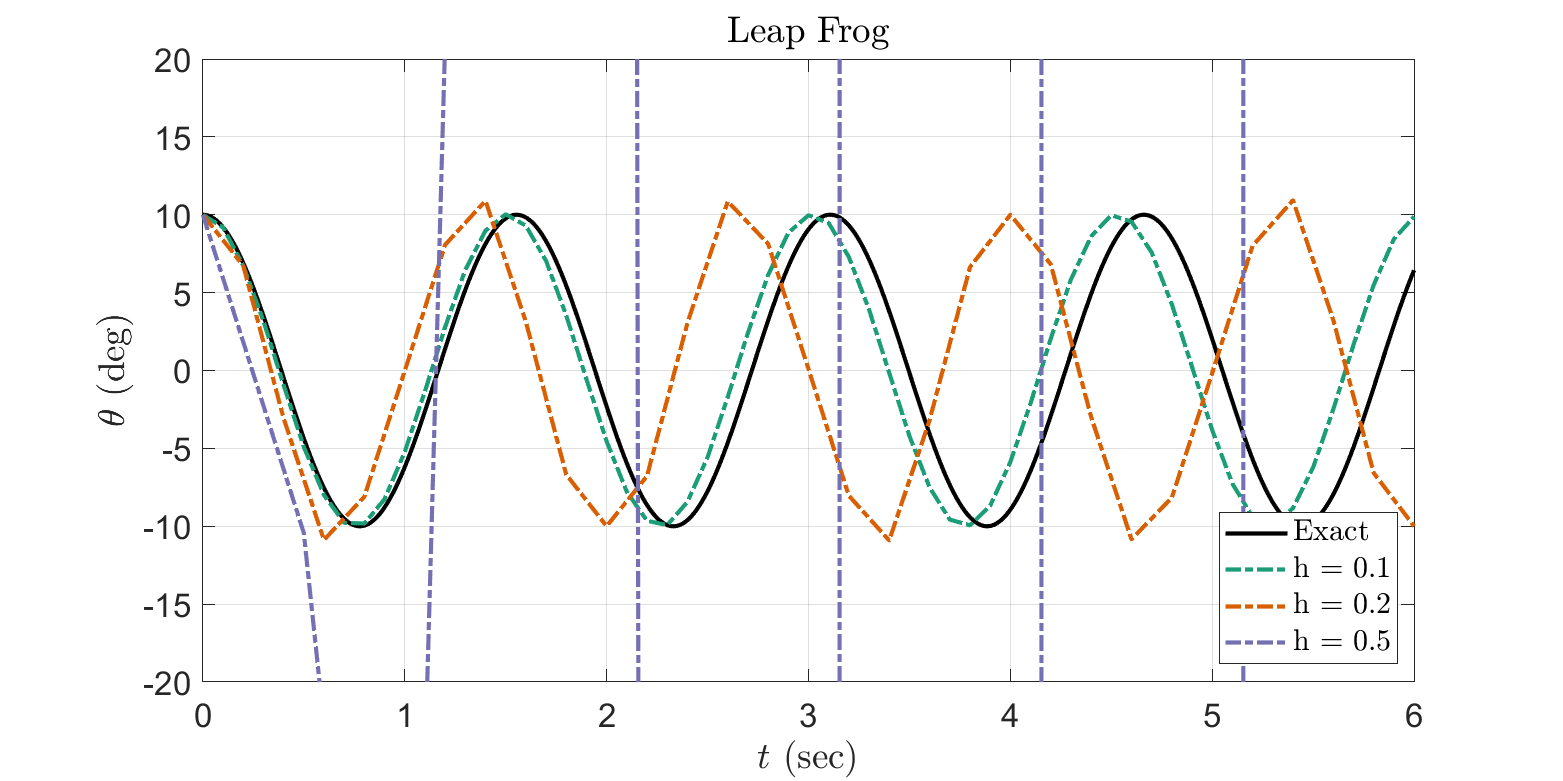 Leap Frog
20
15
10
5
0
-5
-10
-15
-20
θ (deg)
0 1 2 3 4 5 6
t (sec)
Exact
h = 0.1
h = 0.2
h = 0.5